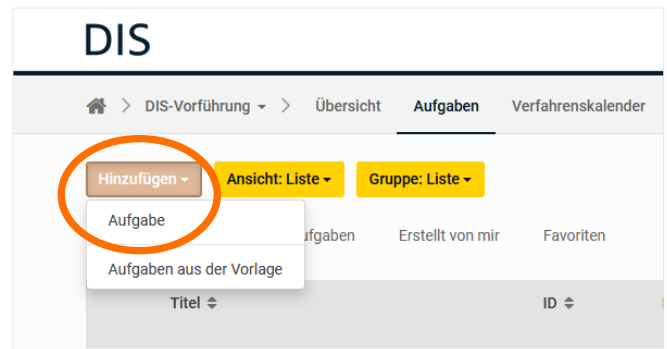 DIS
DIS-Vorführung > Übersicht Aufgaben Verfahrenskalender
Hinzufügen Ansicht: Liste Gruppe: Liste
Aufgabe
ufgaben Erstellt von mir Favoriten
Aufgaben aus der Vorlage
Titel ID